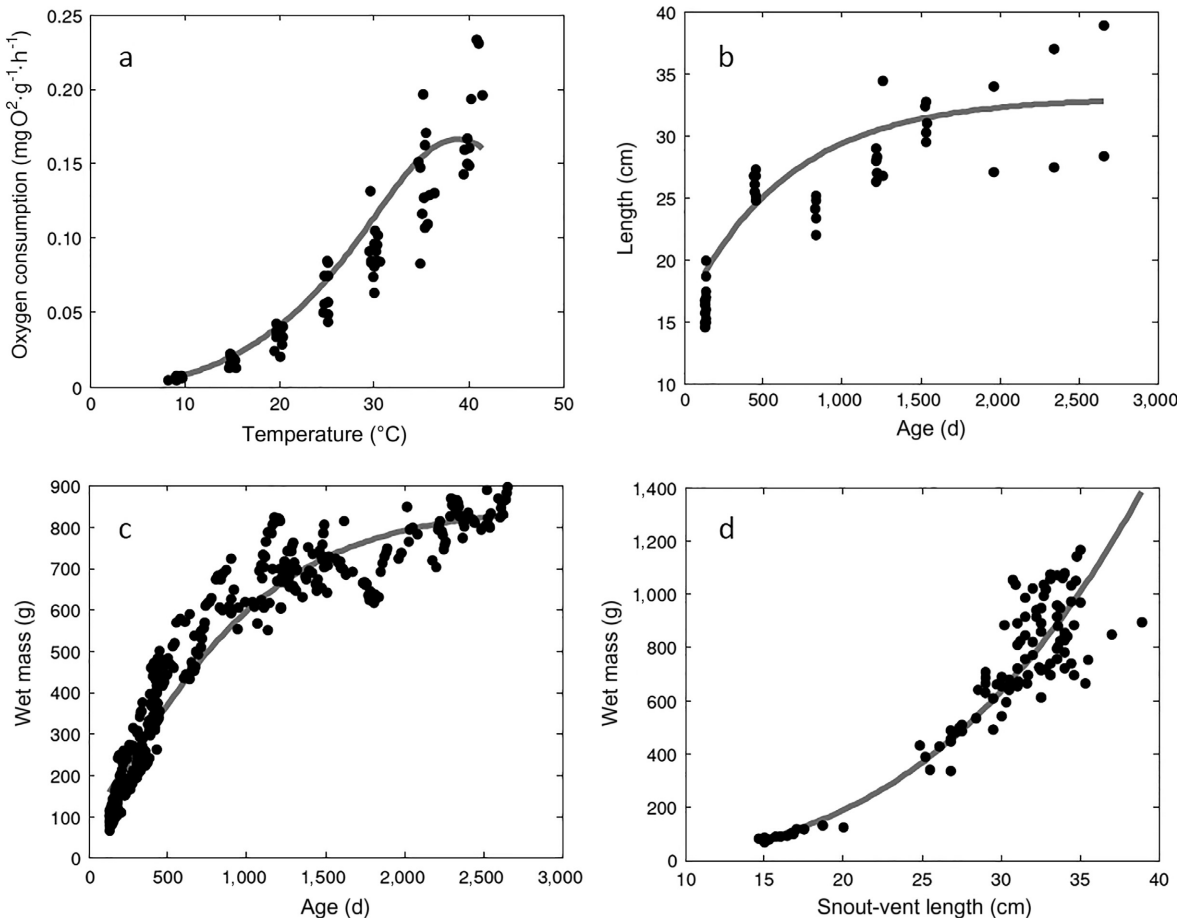 a
0.25
0.20
0.15
0.10
0.05
0
Oxygen consumption (mg O²·g⁻¹·h⁻¹)
0 10 20 30 40 50
Temperature (°C)
b
40
35
30
25
20
15
10
Length (cm)
0 500 1,000 1,500 2,000 2,500 3,000
Age (d)
c
900
800
700
600
500
400
300
200
100
0
Wet mass (g)
0 500 1,000 1,500 2,000 2,500 3,000
Age (d)
d
1,400
1,200
1,000
800
600
400
200
0
Wet mass (g)
10 15 20 25 30 35 40
Snout-vent length (cm)